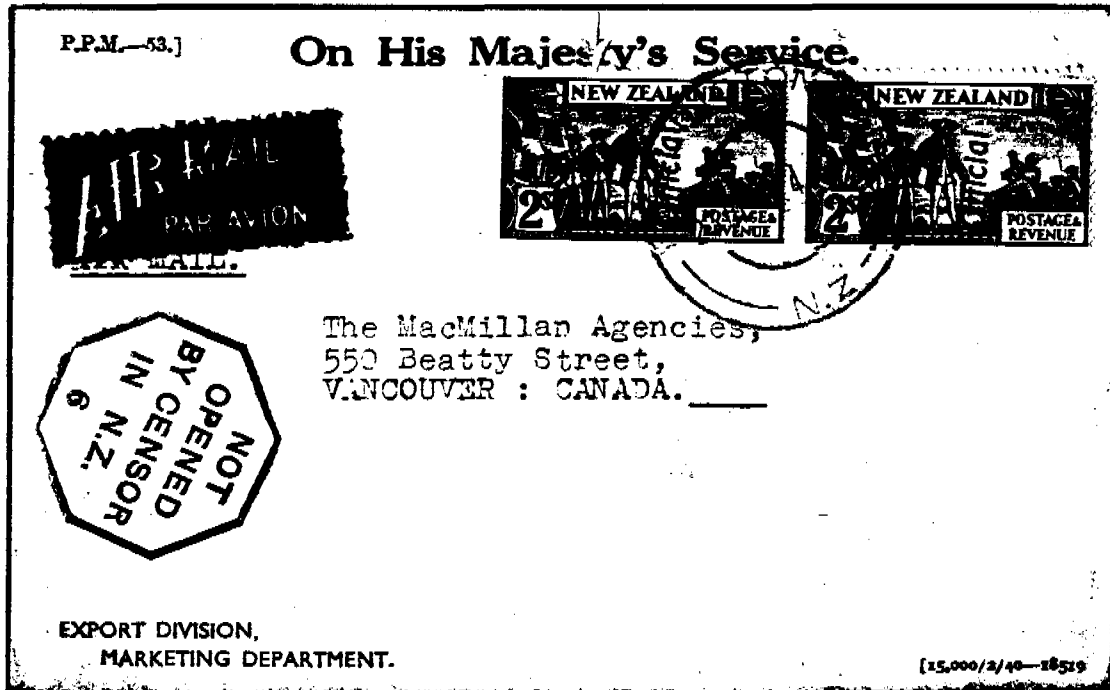 P.P.M.—53.]
On His Majesty's Service.
NEW ZEALAND
Official
2s
POSTAGE &
REVENUE
NEW ZEALAND
Official
2s
POSTAGE &
REVENUE
N.Z.
AIR MAIL
PAR AVION
AIR MAIL.
The MacMillan Agencies,
550 Beatty Street,
VANCOUVER : CANADA.
NOT
OPENED
BY CENSOR
IN N.Z.
6
EXPORT DIVISION,
MARKETING DEPARTMENT.
[15,000/2/40—18519